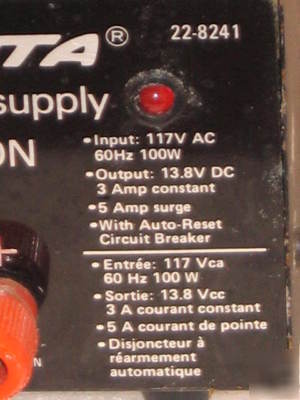 TA® 22-8241
supply
ON
•Input: 117V AC
60Hz 100W
•Output: 13.8V DC
3 Amp constant
•5 Amp surge
•With Auto-Reset
Circuit Breaker
•Entrée: 117 Vca
60 Hz 100 W
•Sortie: 13.8 Vcc
3 A courant constant
•5 A courant de pointe
•Disjoncteur à
réarmement
automatique
N